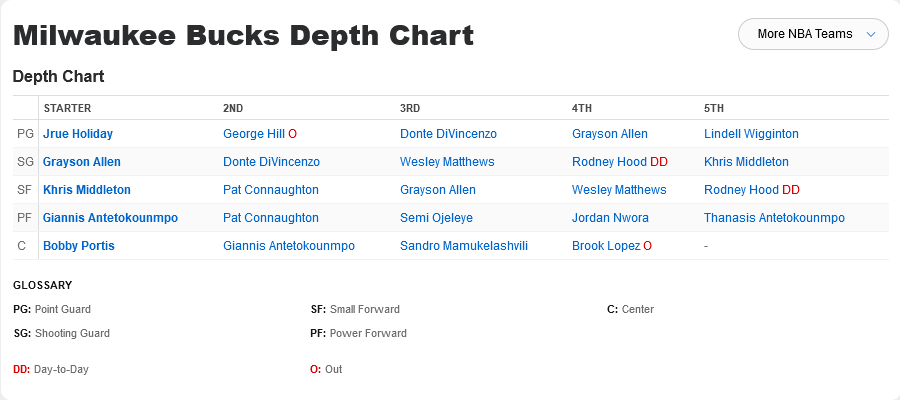 Milwaukee Bucks Depth Chart
More NBA Teams
Depth Chart
STARTER 2ND 3RD 4TH 5TH
PG Jrue Holiday George Hill O Donte DiVincenzo Grayson Allen Lindell Wigginton
SG Grayson Allen Donte DiVincenzo Wesley Matthews Rodney Hood DD Khris Middleton
SF Khris Middleton Pat Connaughton Grayson Allen Wesley Matthews Rodney Hood DD
PF Giannis Antetokounmpo Pat Connaughton Semi Ojeleye Jordan Nwora Thanasis Antetokounmpo
C Bobby Portis Giannis Antetokounmpo Sandro Mamukelashvili Brook Lopez O -
GLOSSARY
PG: Point Guard SF: Small Forward C: Center
SG: Shooting Guard PF: Power Forward
DD: Day-to-Day O: Out